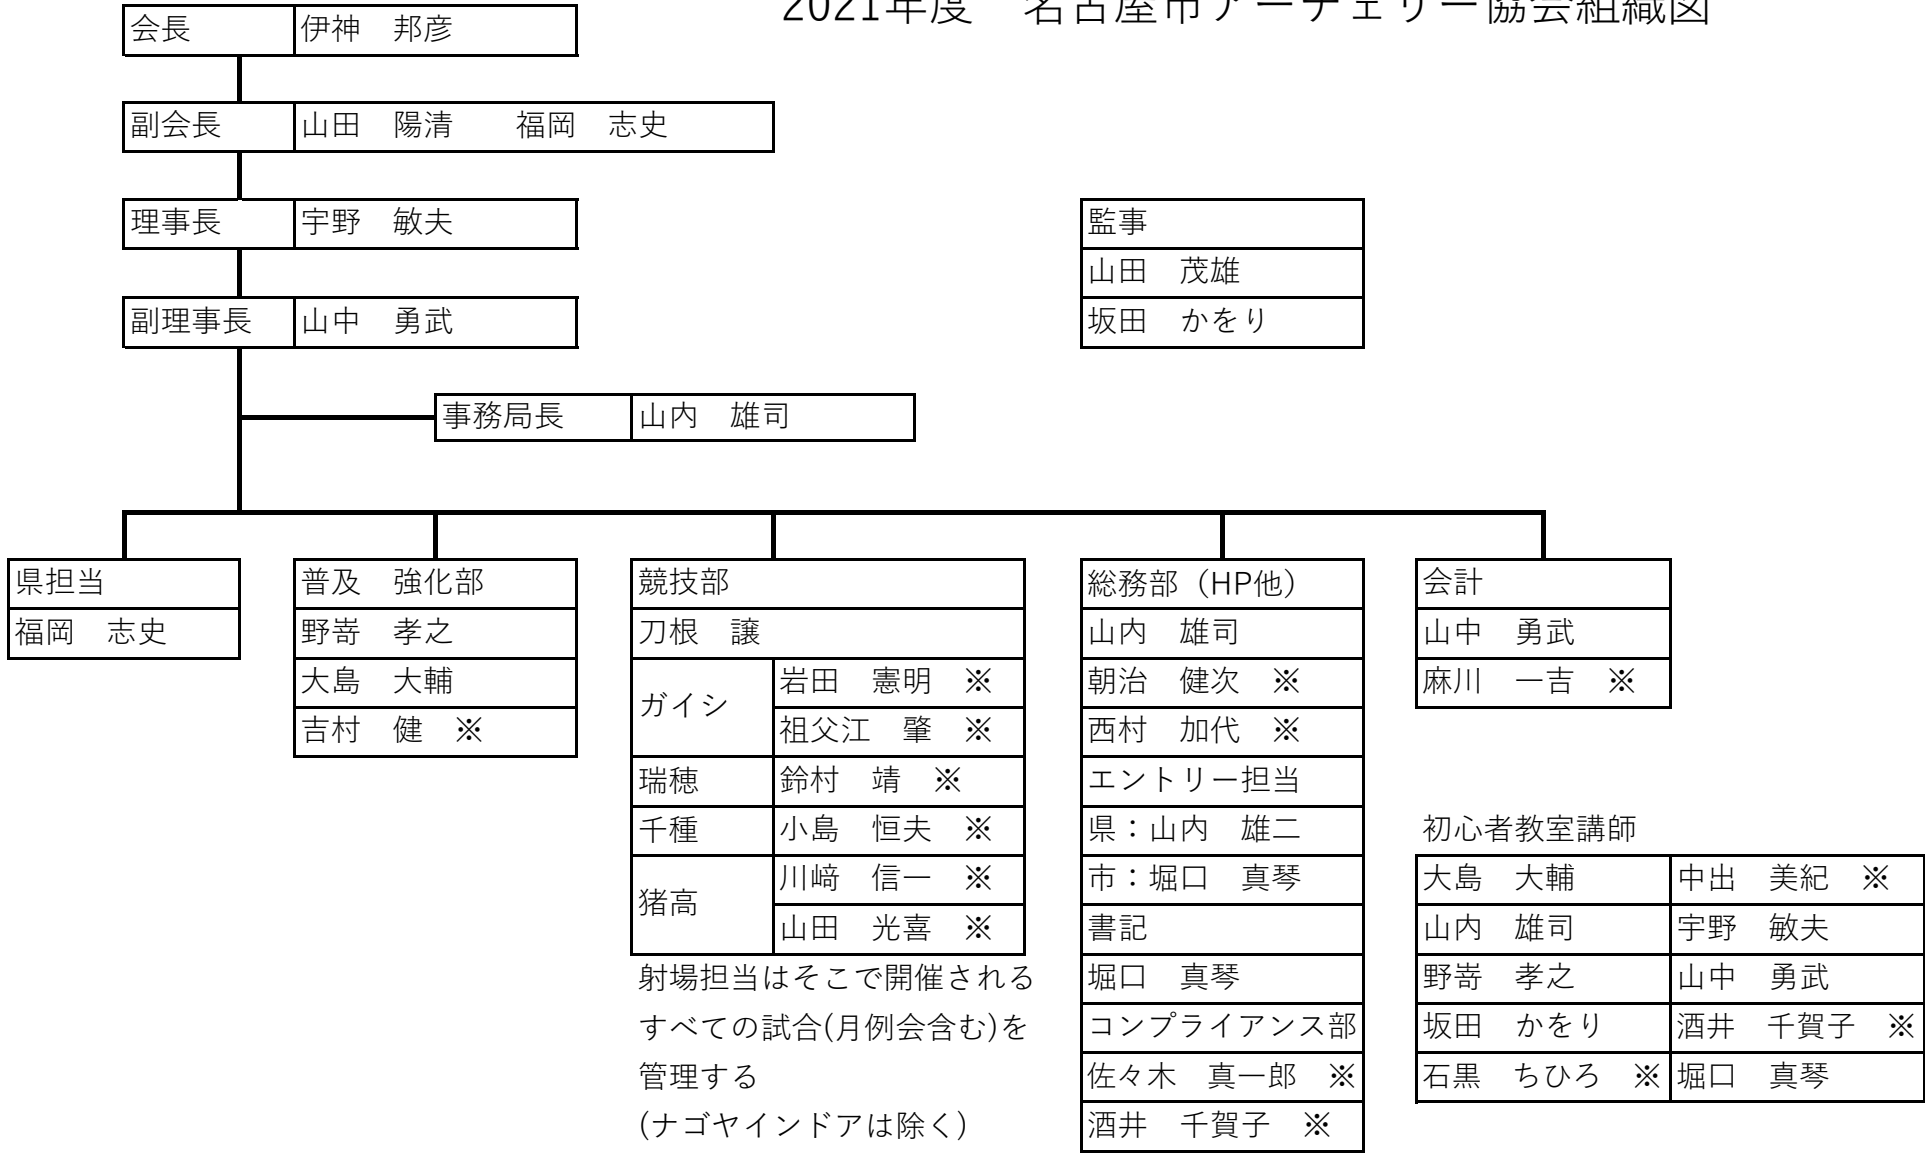 2021年度　名古屋市アーチェリー協会組織図
会長　伊神　邦彦
副会長　山田　陽清　　福岡　志史
理事長　宇野　敏夫
副理事長　山中　勇武
監事
山田　茂雄
坂田　かをり
事務局長　山内　雄司
県担当
福岡　志史
普及　強化部
野嵜　孝之
大島　大輔
吉村　健　※
競技部
刀根　譲
ガイシ
岩田　憲明　※
祖父江　肇　※
瑞穂　鈴村　靖　※
千種　小島　恒夫　※
猪高
川﨑　信一　※
山田　光喜　※
射場担当はそこで開催される
すべての試合(月例会含む)を
管理する
(ナゴヤインドアは除く)
総務部（HP他）
山内　雄司
朝治　健次　※
西村　加代　※
エントリー担当
県：山内　雄二
市：堀口　真琴
書記
堀口　真琴
コンプライアンス部
佐々木　真一郎　※
酒井　千賀子　※
会計
山中　勇武
麻川　一吉　※
初心者教室講師
大島　大輔　中出　美紀　※
山内　雄司　宇野　敏夫
野嵜　孝之　山中　勇武
坂田　かをり　酒井　千賀子　※
石黒　ちひろ　※　堀口　真琴